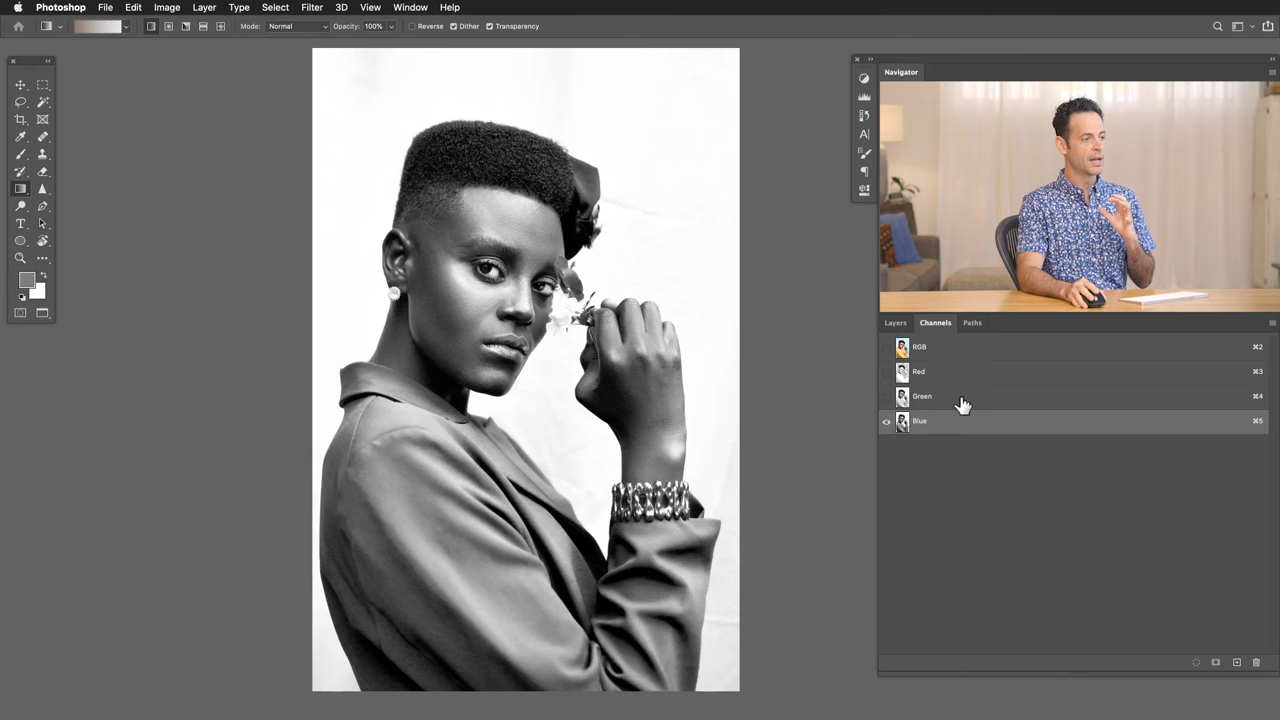 Photoshop File Edit Image Layer Type Select Filter 3D View Window Help
Mode: Normal Opacity: 100% Reverse Dither Transparency
Navigator
Layers Channels Paths
RGB ⌘2
Red ⌘3
Green ⌘4
Blue ⌘5